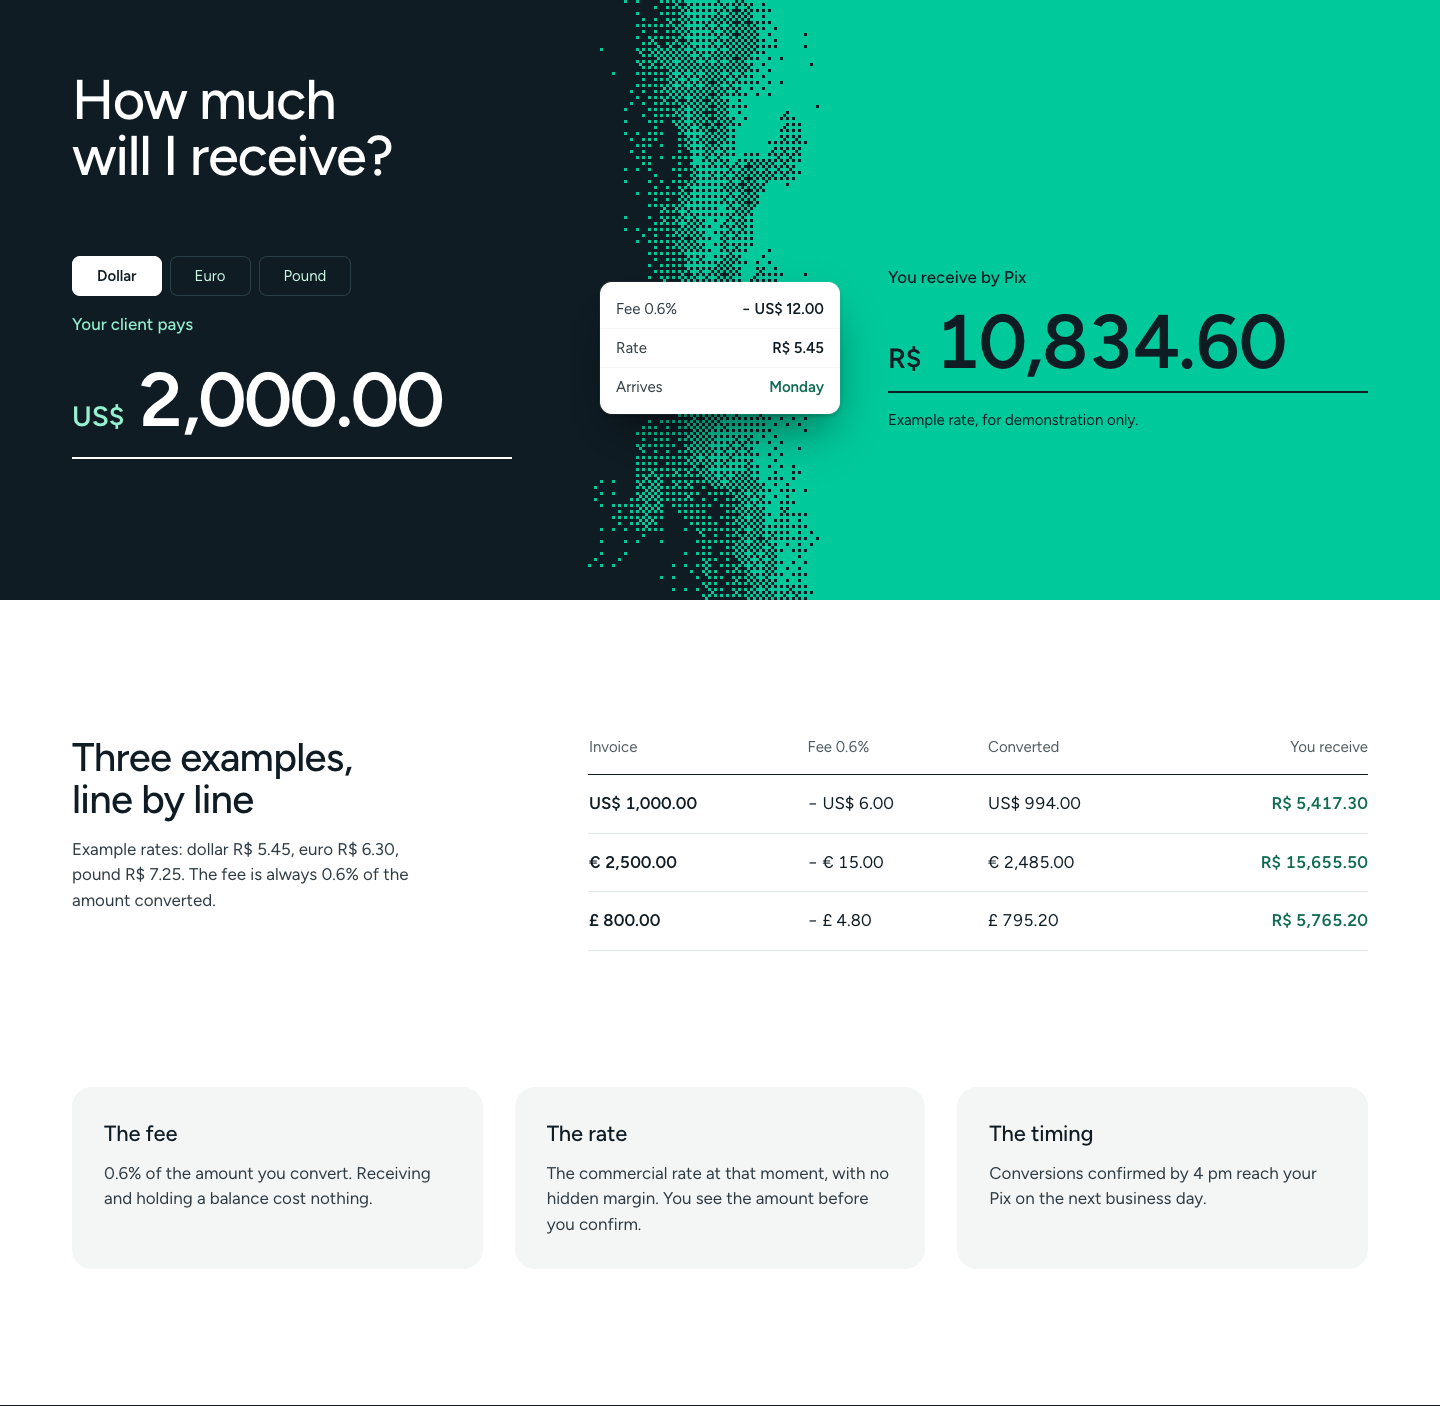 How much
will I receive?
Dollar
Euro
Pound
Your client pays
US$ 2,000.00
Fee 0.6% − US$ 12.00
Rate R$ 5.45
Arrives Monday
You receive by Pix
R$ 10,834.60
Example rate, for demonstration only.
Three examples,
line by line
Example rates: dollar R$ 5.45, euro R$ 6.30,
pound R$ 7.25. The fee is always 0.6% of the
amount converted.
Invoice Fee 0.6% Converted You receive
US$ 1,000.00 − US$ 6.00 US$ 994.00 R$ 5,417.30
€ 2,500.00 − € 15.00 € 2,485.00 R$ 15,655.50
£ 800.00 − £ 4.80 £ 795.20 R$ 5,765.20
The fee
0.6% of the amount you convert. Receiving
and holding a balance cost nothing.
The rate
The commercial rate at that moment, with no
hidden margin. You see the amount before
you confirm.
The timing
Conversions confirmed by 4 pm reach your
Pix on the next business day.